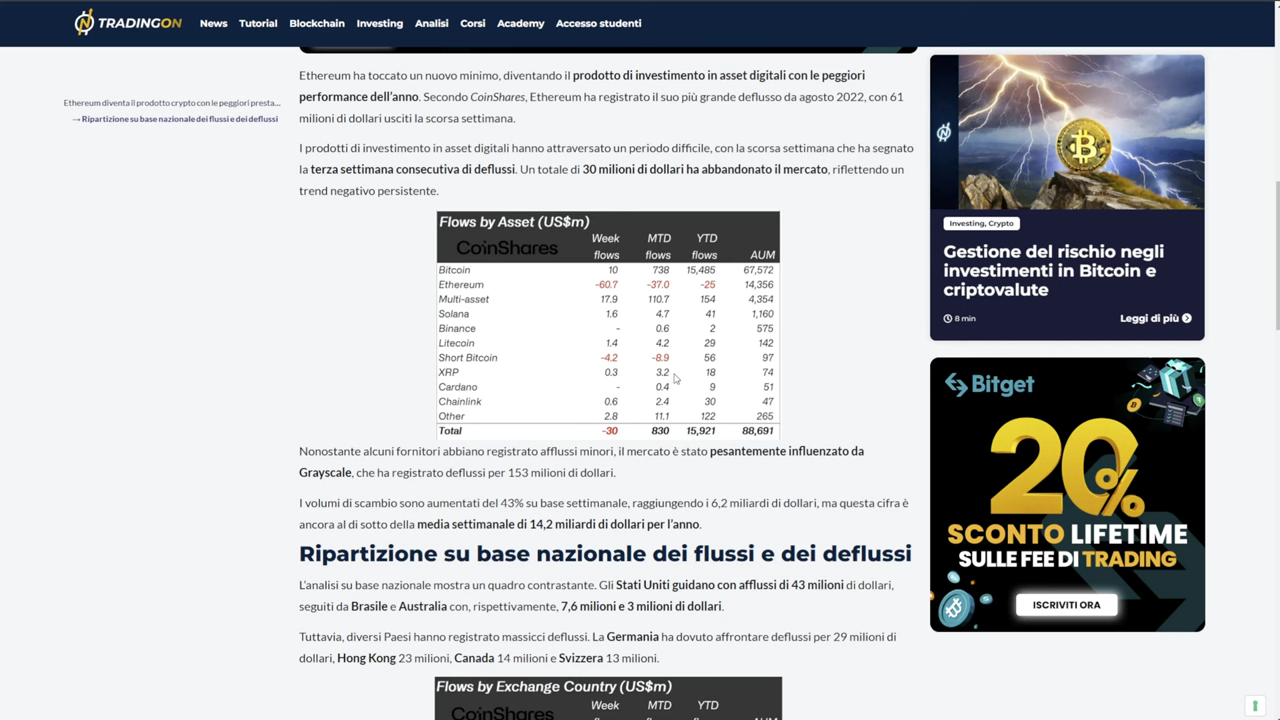 TRADINGON News Tutorial Blockchain Investing Analisi Corsi Academy Accesso studenti
Ethereum diventa il prodotto crypto con le peggiori presta...
→ Ripartizione su base nazionale dei flussi e dei deflussi
Ethereum ha toccato un nuovo minimo, diventando il prodotto di investimento in asset digitali con le peggiori
performance dell'anno. Secondo CoinShares, Ethereum ha registrato il suo più grande deflusso da agosto 2022, con 61
milioni di dollari usciti la scorsa settimana.
I prodotti di investimento in asset digitali hanno attraversato un periodo difficile, con la scorsa settimana che ha segnato
la terza settimana consecutiva di deflussi. Un totale di 30 milioni di dollari ha abbandonato il mercato, riflettendo un
trend negativo persistente.
Flows by Asset (US$m)
CoinShares
Week MTD YTD
flows flows flows AUM
Bitcoin 10 738 15,485 67,572
Ethereum -60.7 -37.0 -25 14,356
Multi-asset 17.9 110.7 154 4,354
Solana 1.6 4.7 41 1,160
Binance - 0.6 2 575
Litecoin 1.4 4.2 29 142
Short Bitcoin -4.2 -8.9 56 97
XRP 0.3 3.2 18 74
Cardano - 0.4 9 51
Chainlink 0.6 2.4 30 47
Other 2.8 11.1 122 265
Total -30 830 15,921 88,691
Nonostante alcuni fornitori abbiano registrato afflussi minori, il mercato è stato pesantemente influenzato da
Grayscale, che ha registrato deflussi per 153 milioni di dollari.
I volumi di scambio sono aumentati del 43% su base settimanale, raggiungendo i 6,2 miliardi di dollari, ma questa cifra è
ancora al di sotto della media settimanale di 14,2 miliardi di dollari per l'anno.
Ripartizione su base nazionale dei flussi e dei deflussi
L'analisi su base nazionale mostra un quadro contrastante. Gli Stati Uniti guidano con afflussi di 43 milioni di dollari,
seguiti da Brasile e Australia con, rispettivamente, 7,6 milioni e 3 milioni di dollari.
Tuttavia, diversi Paesi hanno registrato massicci deflussi. La Germania ha dovuto affrontare deflussi per 29 milioni di
dollari, Hong Kong 23 milioni, Canada 14 milioni e Svizzera 13 milioni.
Flows by Exchange Country (US$m)
CoinShares
Week MTD YTD
Investing, Crypto
Gestione del rischio negli
investimenti in Bitcoin e
criptovalute
8 min Leggi di più
Bitget
20%
SCONTO LIFETIME
SULLE FEE DI TRADING
ISCRIVITI ORA